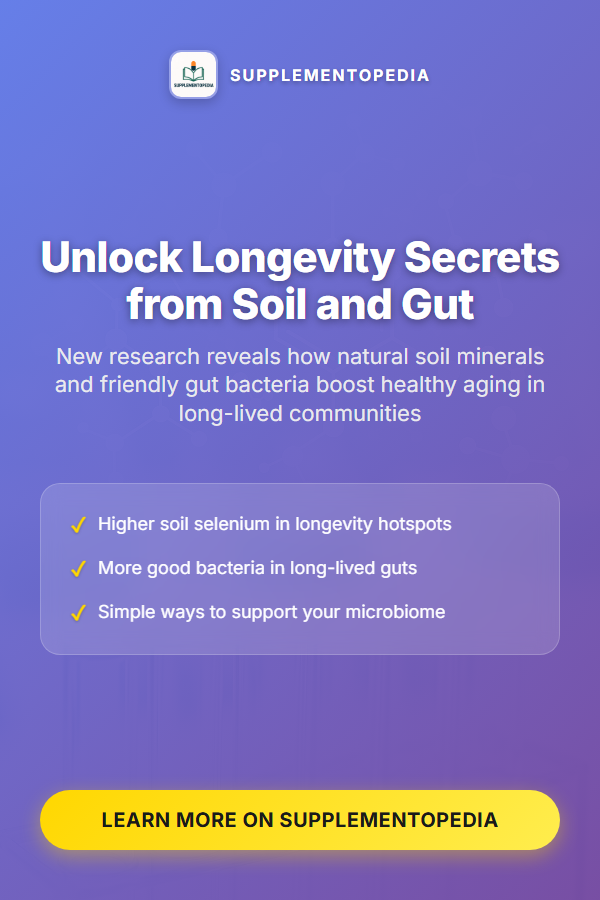 SUPPLEMENTOPEDIA
SUPPLEMENTOPEDIA
Unlock Longevity Secrets
from Soil and Gut
New research reveals how natural soil minerals
and friendly gut bacteria boost healthy aging in
long-lived communities
✓ Higher soil selenium in longevity hotspots
✓ More good bacteria in long-lived guts
✓ Simple ways to support your microbiome
LEARN MORE ON SUPPLEMENTOPEDIA